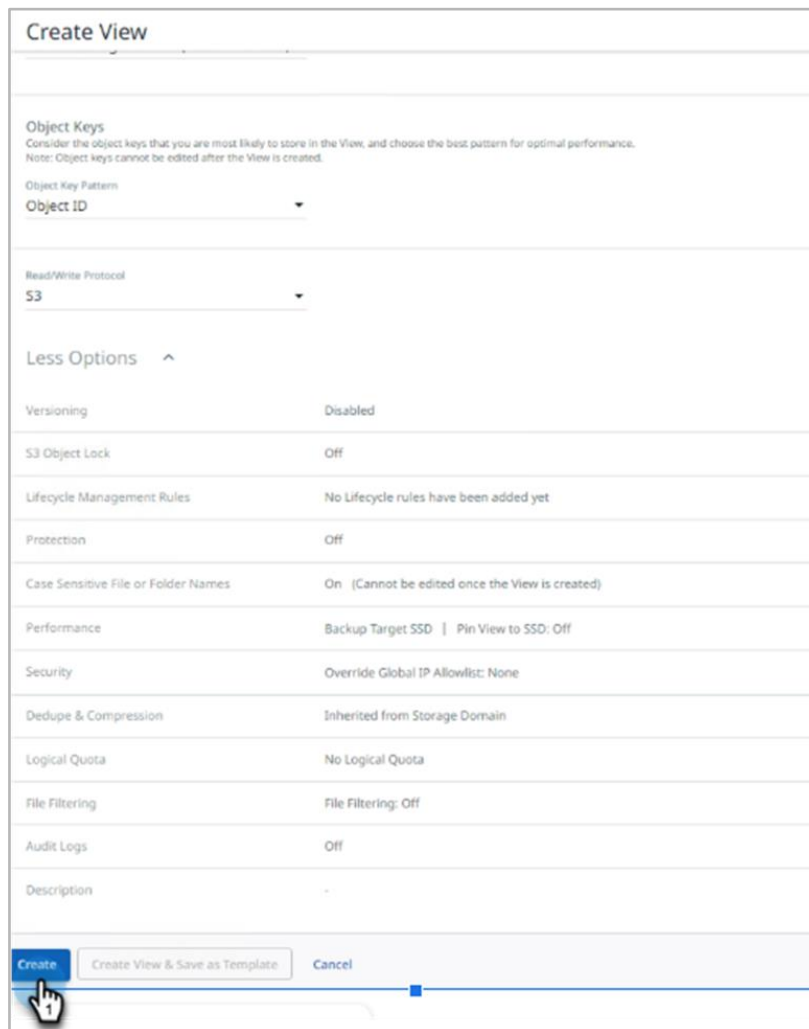 Create View
Object Keys
Consider the object keys that you are most likely to store in the View, and choose the best pattern for optimal performance.
Note: Object keys cannot be edited after the View is created.
Object Key Pattern
Object ID
Read/Write Protocol
S3
Less Options
Versioning Disabled
S3 Object Lock Off
Lifecycle Management Rules No Lifecycle rules have been added yet
Protection Off
Case Sensitive File or Folder Names On (Cannot be edited once the View is created)
Performance Backup Target SSD | Pin View to SSD: Off
Security Override Global IP Allowlist: None
Dedupe & Compression Inherited from Storage Domain
Logical Quota No Logical Quota
File Filtering File Filtering: Off
Audit Logs Off
Description -
Create Create View & Save as Template Cancel
1